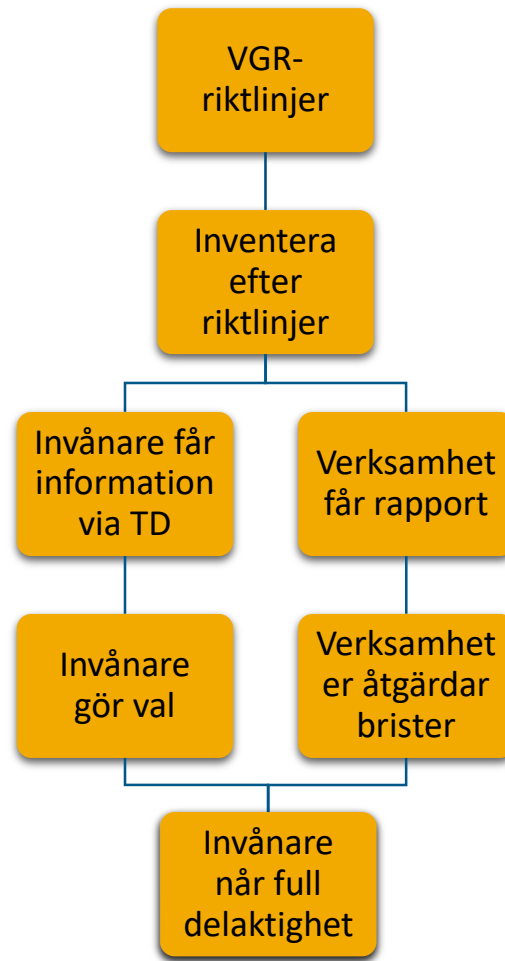 VGR-
riktlinjer
Inventera
efter
riktlinjer
Invånare får
information
via TD
Verksamhet
får rapport
Invånare
gör val
Verksamhet
er åtgärdar
brister
Invånare
når full
delaktighet